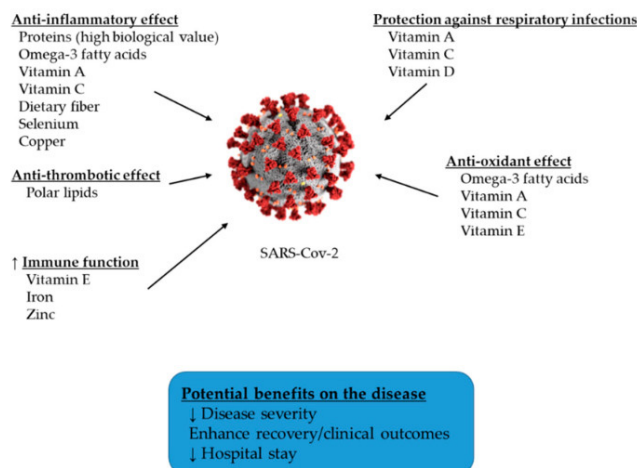 Anti-inflammatory effect
Proteins (high biological value)
Omega-3 fatty acids
Vitamin A
Vitamin C
Dietary fiber
Selenium
Copper
Anti-thrombotic effect
Polar lipids
↑ Immune function
Vitamin E
Iron
Zinc
SARS-Cov-2
Protection against respiratory infections
Vitamin A
Vitamin C
Vitamin D
Anti-oxidant effect
Omega-3 fatty acids
Vitamin A
Vitamin C
Vitamin E
Potential benefits on the disease
↓ Disease severity
Enhance recovery/clinical outcomes
↓ Hospital stay